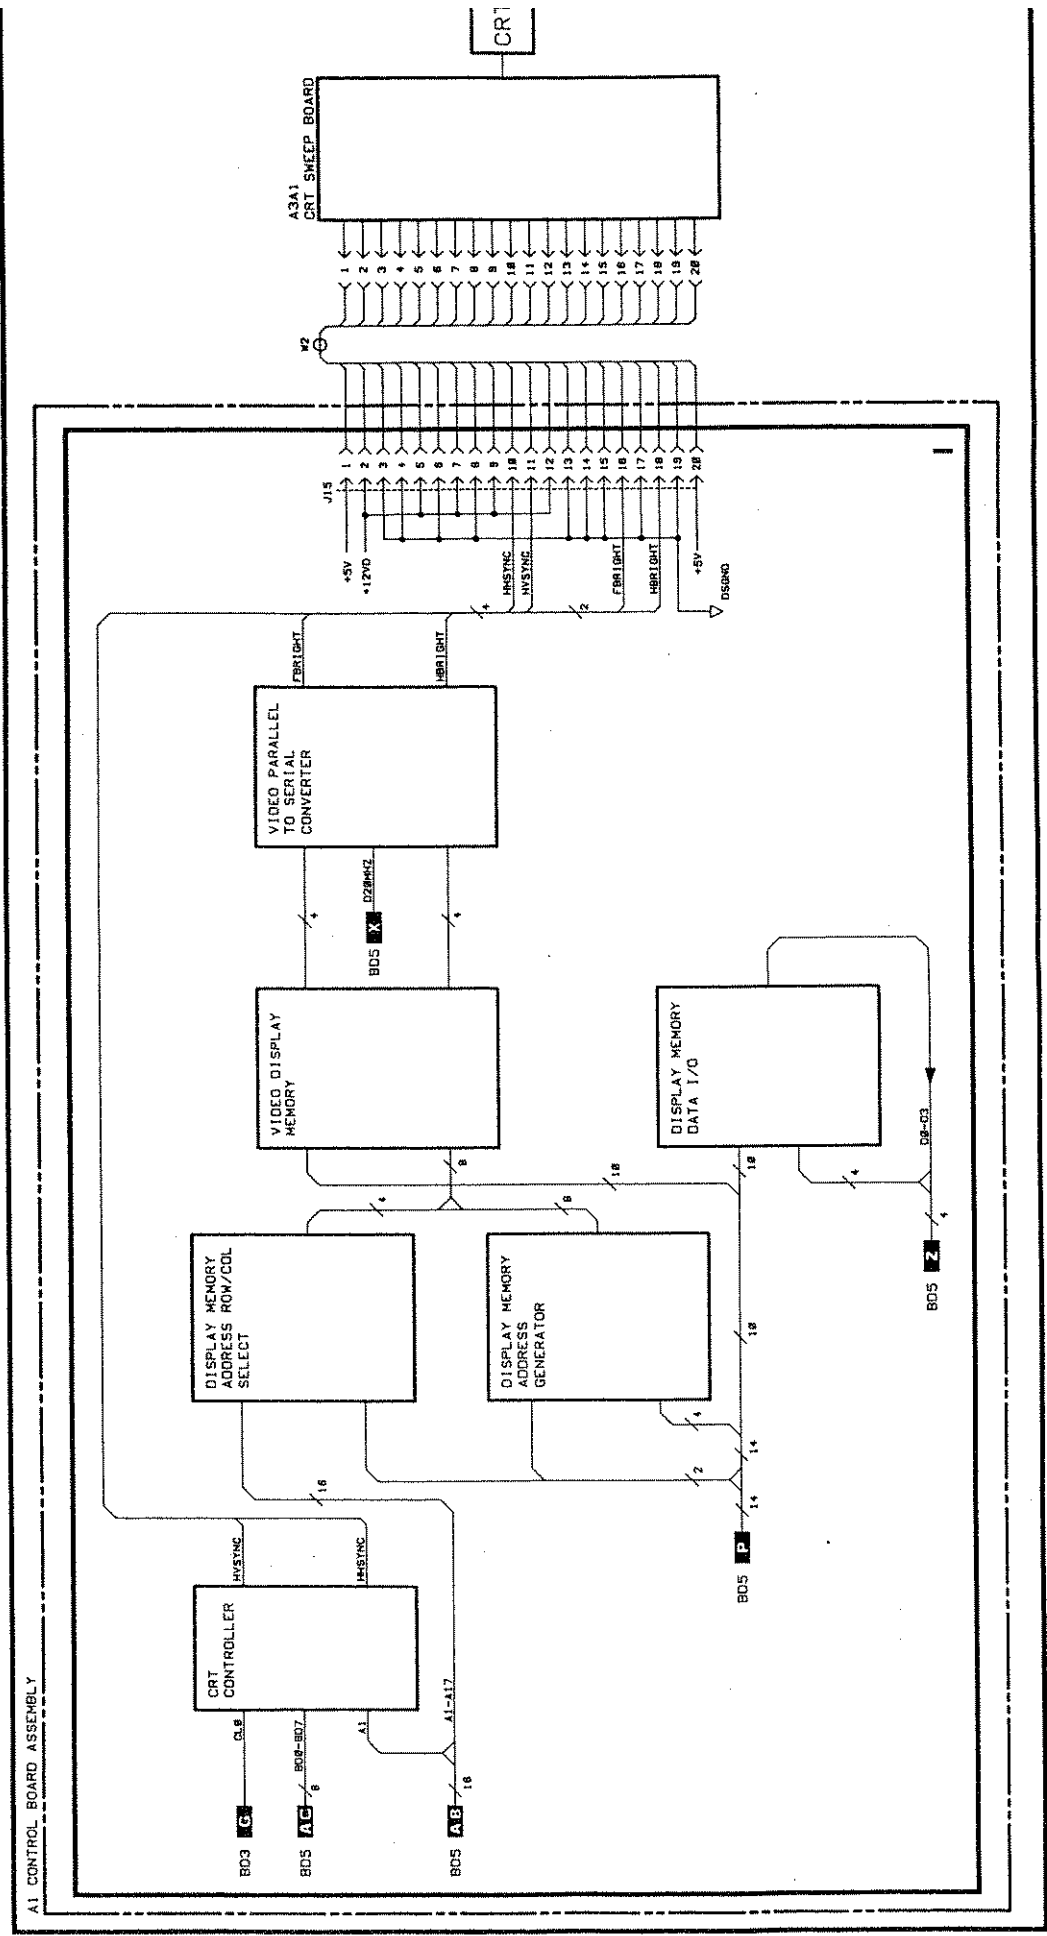 A1 CONTROL BOARD ASSEMBLY
BD3 G
CL8
BD5 AC
BD0-BD7
8
BD5 AB
16
A1
A1-A17
CRT
CONTROLLER
HVSYNC
HHSYNC
16
BD5 P
14
2
14
4
10
DISPLAY MEMORY
ADDRESS ROW/COL
SELECT
DISPLAY MEMORY
ADDRESS
GENERATOR
4
8
8
10
10
BD5 Z
4
4
D0-D3
DISPLAY MEMORY
DATA I/O
VIDEO DISPLAY
MEMORY
4
4
BD5 X
D20MHZ
VIDEO PARALLEL
TO SERIAL
CONVERTER
FBRIGHT
HBRIGHT
4
2
+5V
+12VD
HHSYNC
HVSYNC
FBRIGHT
HBRIGHT
+5V
DSGND
J15
1
2
3
4
5
6
7
8
9
10
11
12
13
14
15
16
17
18
19
20
I
W2
1
2
3
4
5
6
7
8
9
10
11
12
13
14
15
16
17
18
19
20
A3A1
CRT SWEEP BOARD
CRT